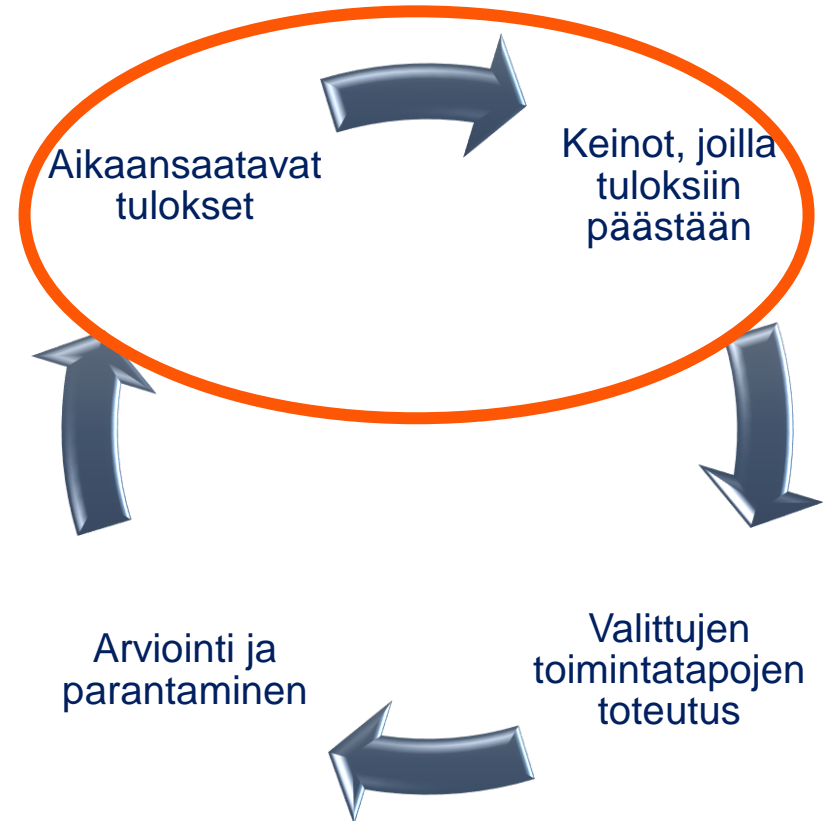 Aikaansaatavat
tulokset
Keinot, joilla
tuloksiin
päästään
Valittujen
toimintatapojen
toteutus
Arviointi ja
parantaminen